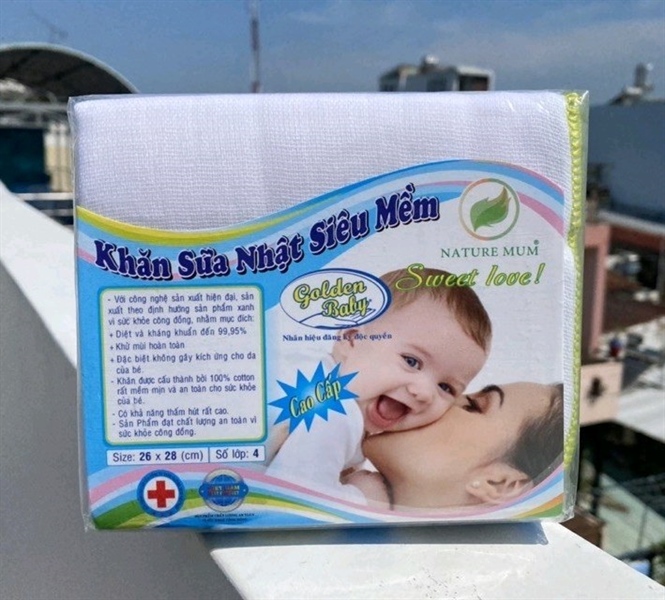 Khăn Sữa Nhật Siêu Mềm
NATURE MUM®
Sweet love!
Golden
Baby
Nhãn hiệu đăng ký độc quyền
- Với công nghệ sản xuất hiện đại, sản
xuất theo định hướng sản phẩm xanh
vì sức khỏe công đồng, nhằm mục đích:
+ Diệt và kháng khuẩn đến 99,95%
+ Khử mùi hoàn toàn
+ Đặc biệt không gây kích ứng cho da
của bé.
- Khăn được cấu thành bởi 100% cotton
rất mềm mịn và an toàn cho sức khỏe
của bé.
- Có khả năng thấm hút rất cao.
- Sản Phẩm đạt chất lượng an toàn vì
sức khỏe công đồng.
Cao Cấp
Size: 26 x 28 (cm)
Số lớp: 4